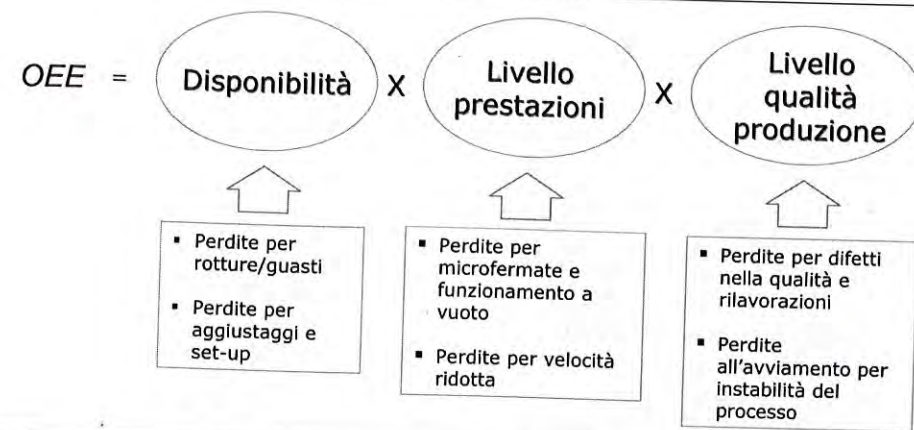 OEE = Disponibilità X Livello prestazioni X Livello qualità produzione
▪ Perdite per
rotture/guasti
▪ Perdite per
aggiustaggi e
set-up
▪ Perdite per
microfermate e
funzionamento a
vuoto
▪ Perdite per velocità
ridotta
▪ Perdite per difetti
nella qualità e
rilavorazioni
▪ Perdite
all'avviamento per
instabilità del
processo